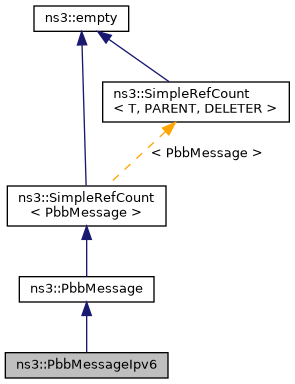 ns3::empty
ns3::SimpleRefCount
< T, PARENT, DELETER >
< PbbMessage >
ns3::SimpleRefCount
< PbbMessage >
ns3::PbbMessage
ns3::PbbMessageIpv6